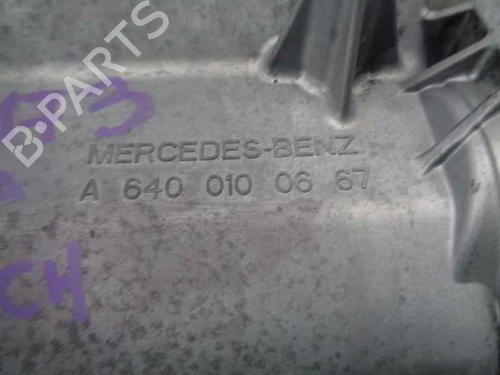 B-PARTS
MERCEDES-BENZ
A 640 010 06 67
CH